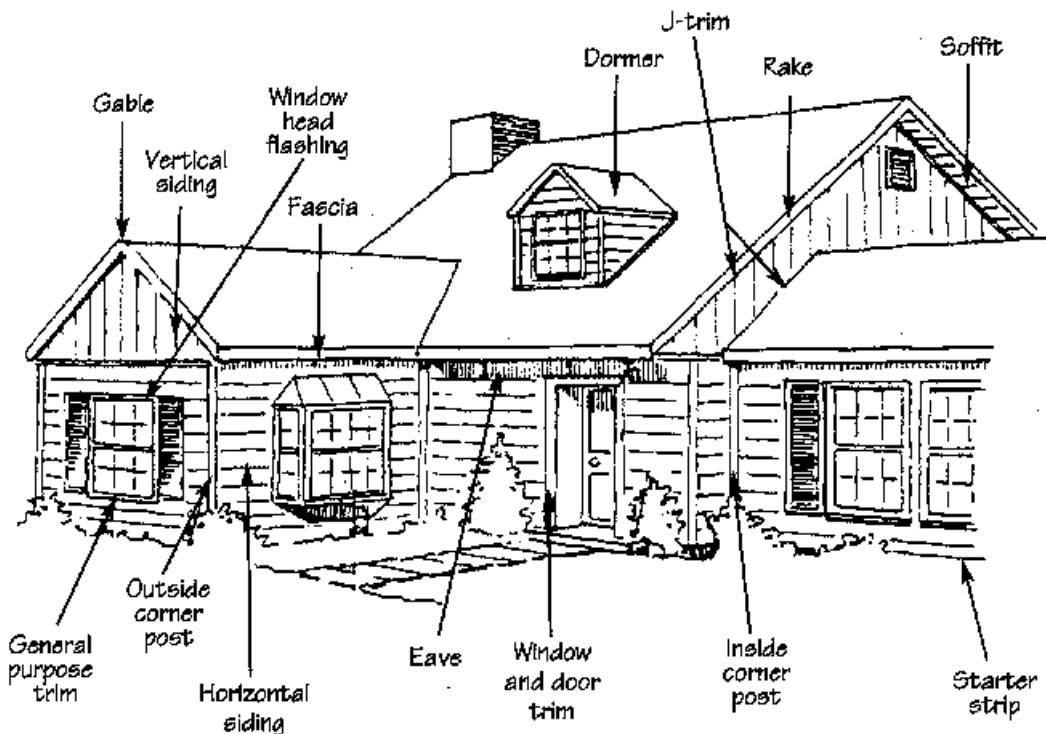 J-trim
Dormer
Rake
Soffit
Gable
Window
head
flashing
Vertical
siding
Fascia
General
purpose
trim
Outside
corner
post
Horizontal
siding
Eave
Window
and door
trim
Inside
corner
post
Starter
strip